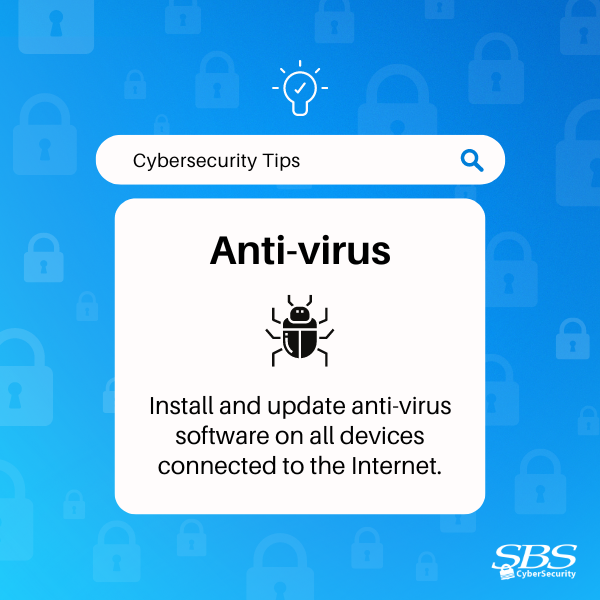 Cybersecurity Tips
Anti-virus
Install and update anti-virus
software on all devices
connected to the Internet.
SBS
CyberSecurity